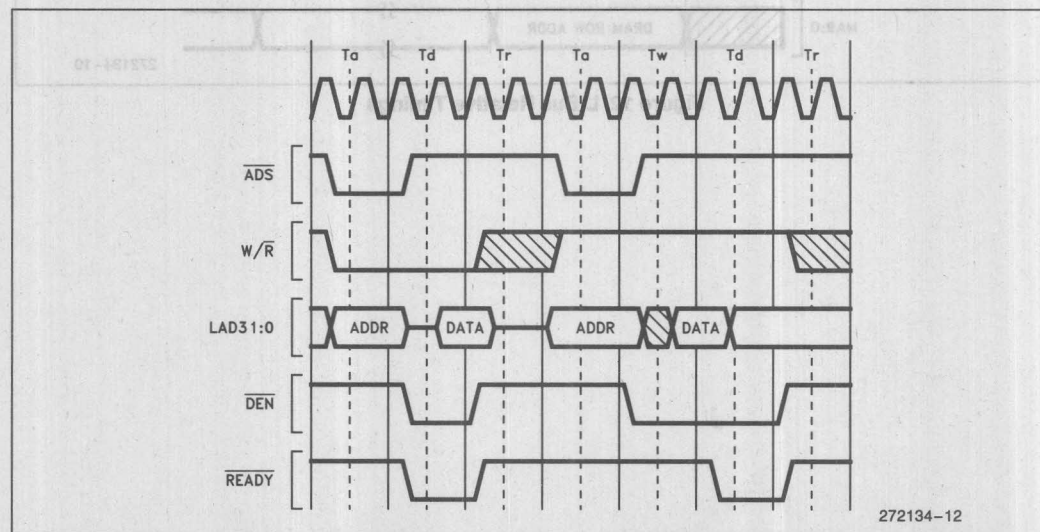 Ta Td Tr Ta Tw Td Tr
ADS
W/R
LAD31:0 ADDR DATA ADDR DATA
DEN
READY
272134-12